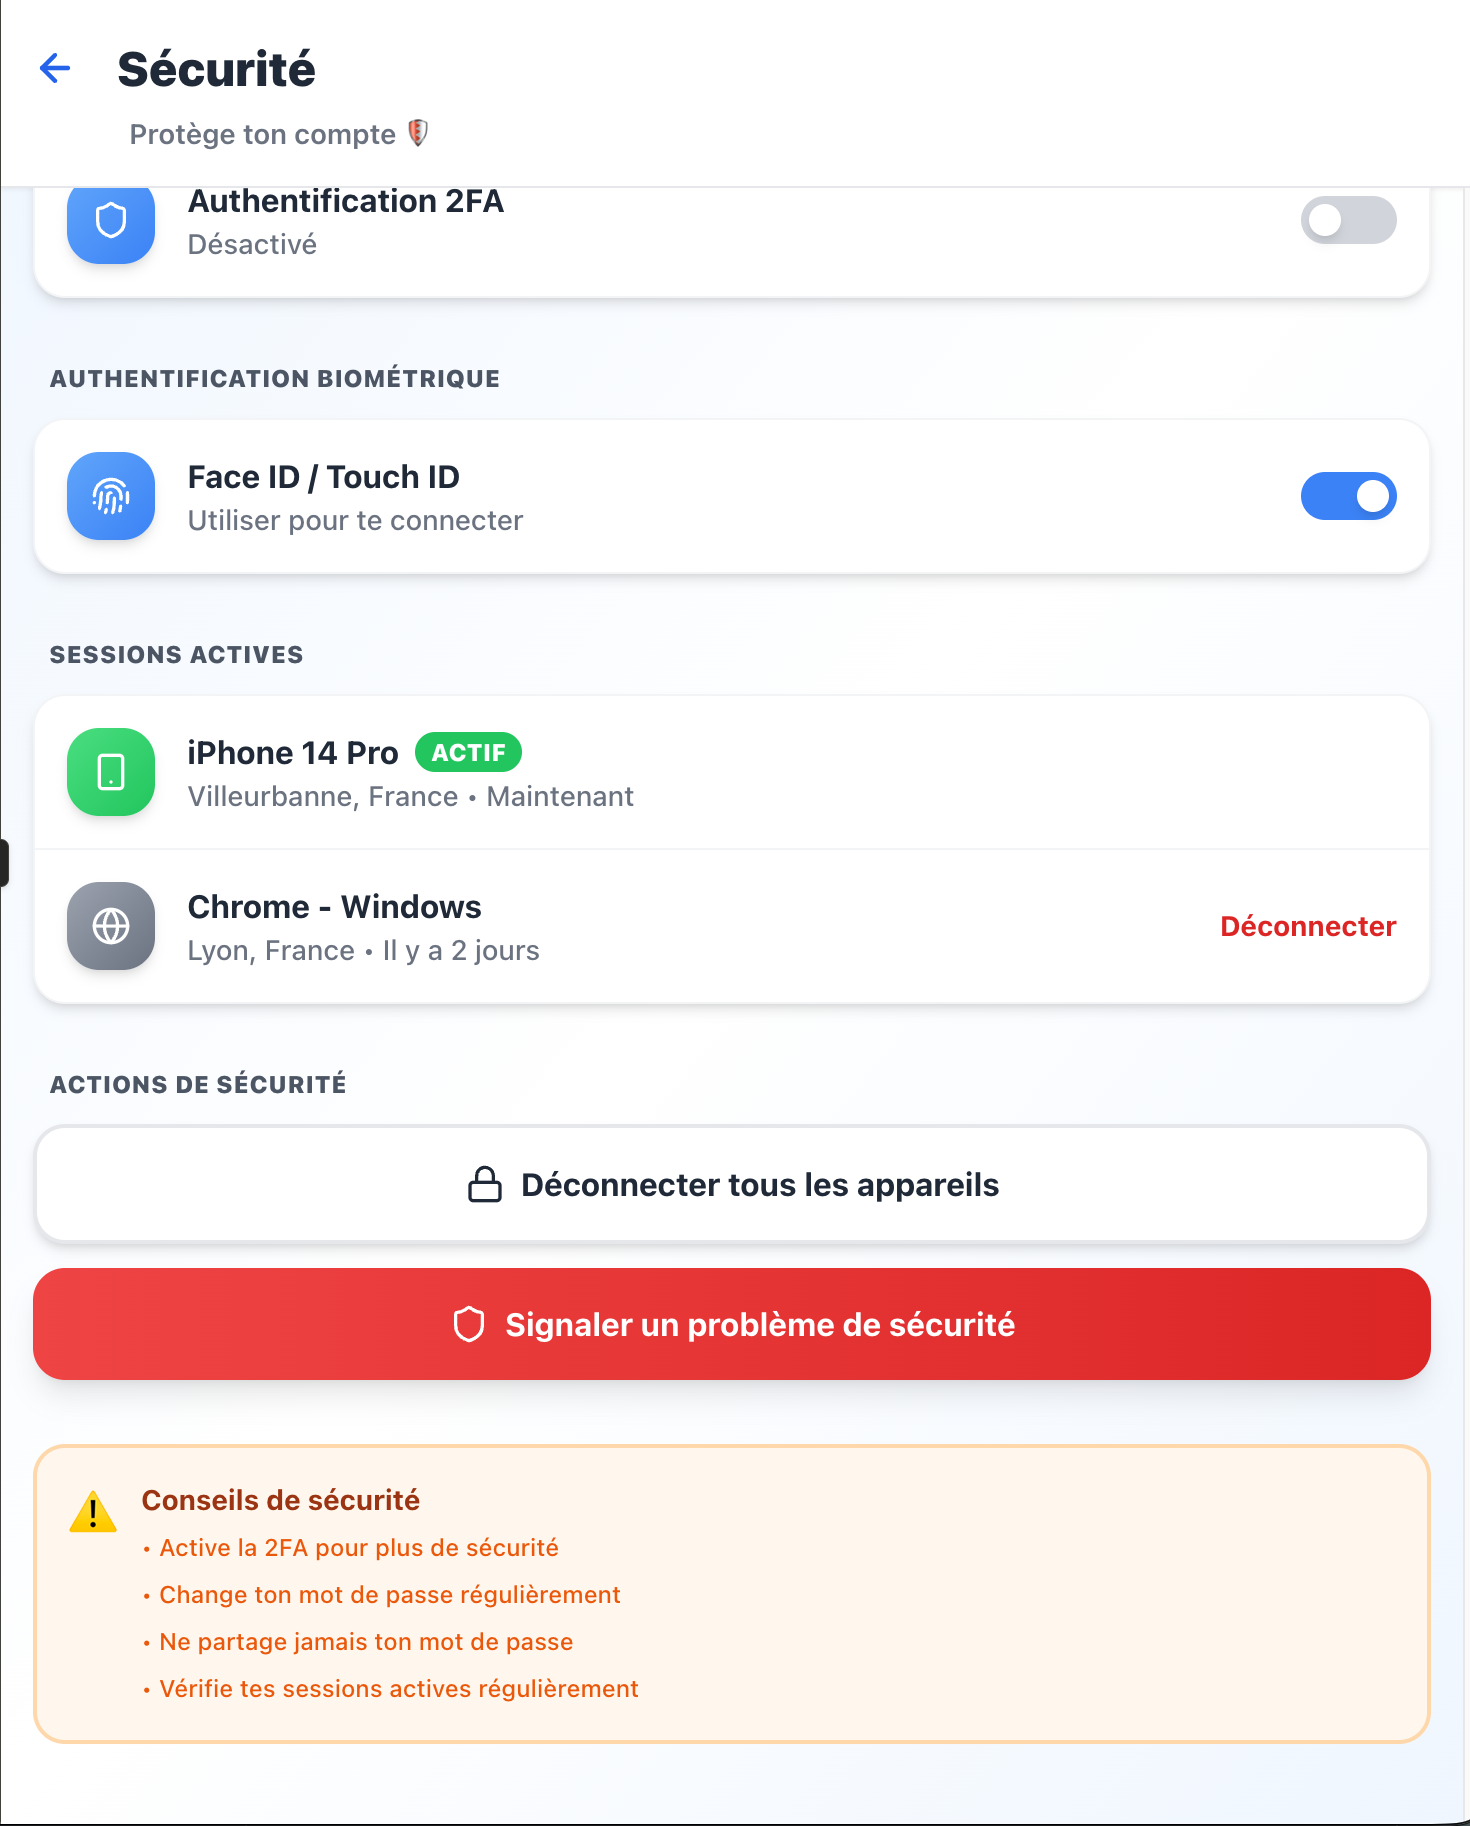 Sécurité
Protège ton compte
Authentification 2FA
Désactivé
AUTHENTIFICATION BIOMÉTRIQUE
Face ID / Touch ID
Utiliser pour te connecter
SESSIONS ACTIVES
iPhone 14 Pro ACTIF
Villeurbanne, France • Maintenant
Chrome - Windows
Lyon, France • Il y a 2 jours
Déconnecter
ACTIONS DE SÉCURITÉ
Déconnecter tous les appareils
Signaler un problème de sécurité
Conseils de sécurité
• Active la 2FA pour plus de sécurité
• Change ton mot de passe régulièrement
• Ne partage jamais ton mot de passe
• Vérifie tes sessions actives régulièrement